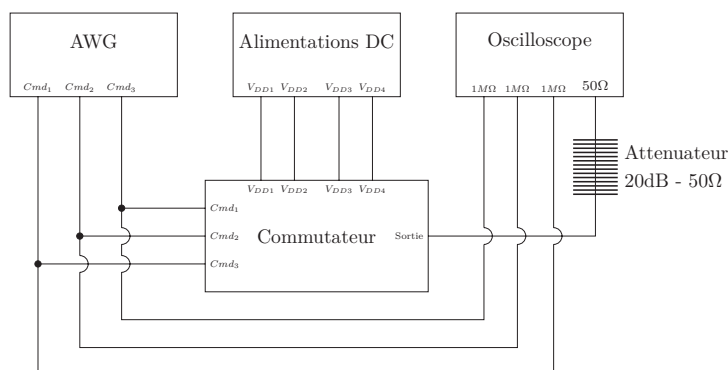 AWG
Cmd1 Cmd2 Cmd3
Alimentations DC
VDD1 VDD2 VDD3 VDD4
Oscilloscope
1MΩ 1MΩ 1MΩ 50Ω
Attenuateur
20dB - 50Ω
VDD1 VDD2 VDD3 VDD4
Cmd1
Cmd2
Cmd3
Commutateur
Sortie